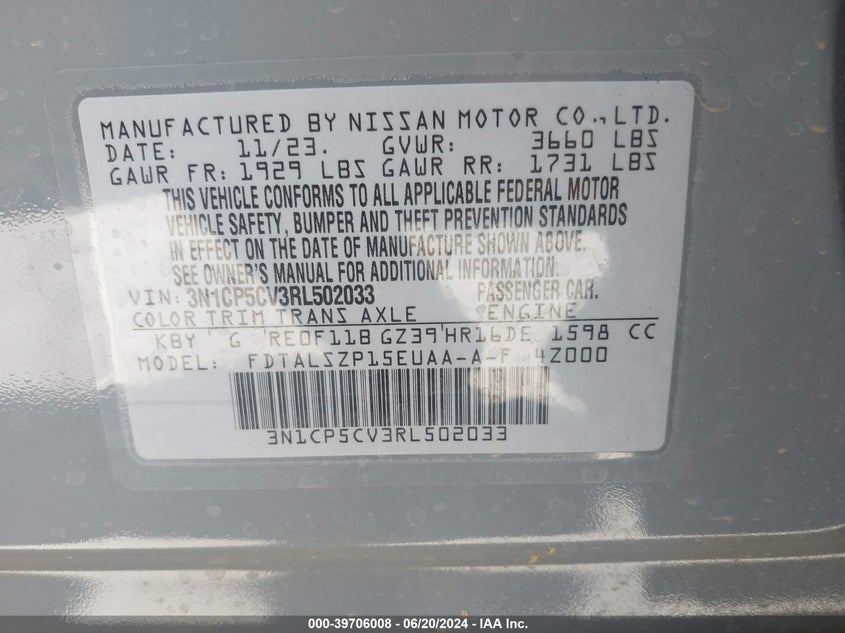 MANUFACTURED BY NISSAN MOTOR CO.,LTD.
DATE: 11/23. GVWR: 3660 LBS
GAWR FR: 1929 LBS GAWR RR: 1731 LBS
THIS VEHICLE CONFORMS TO ALL APPLICABLE FEDERAL MOTOR
VEHICLE SAFETY, BUMPER AND THEFT PREVENTION STANDARDS
IN EFFECT ON THE DATE OF MANUFACTURE SHOWN ABOVE.
SEE OWNER'S MANUAL FOR ADDITIONAL INFORMATION.
VIN: 3N1CP5CV3RL502033 PASSENGER CAR.
COLOR TRIM TRANS AXLE ENGINE
KBY G RE0F11B GZ39 HR16DE 1598 CC
MODEL: FDTALSZP15EUAA-A-F 4Z000
3N1CP5CV3RL502033
000-39706008 - 06/20/2024 - IAA Inc.